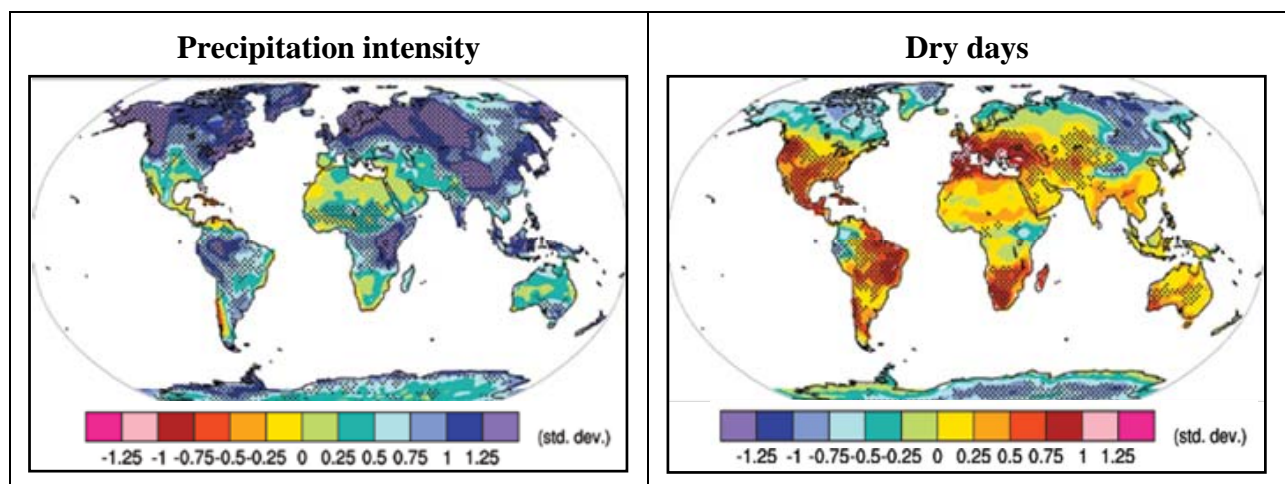 Precipitation intensity
Dry days
(std. dev.)
-1.25 -1 -0.75-0.5-0.25 0 0.25 0.5 0.75 1 1.25
(std. dev.)
-1.25 -1 -0.75-0.5-0.25 0 0.25 0.5 0.75 1 1.25